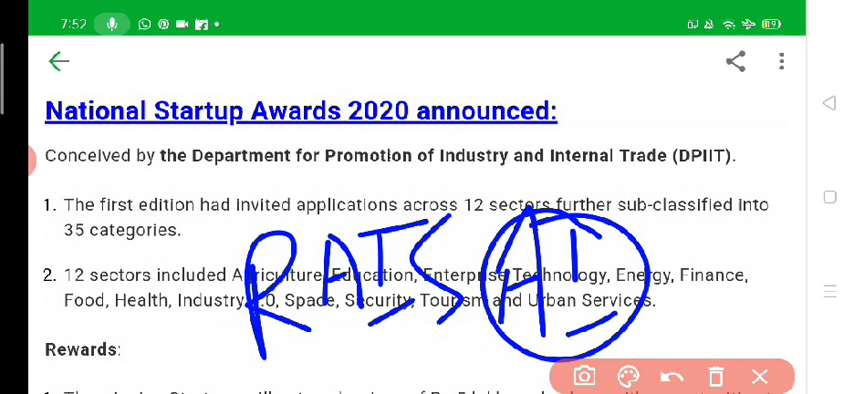 7:52
National Startup Awards 2020 announced:
Conceived by the Department for Promotion of Industry and Internal Trade (DPIIT).
1. The first edition had invited applications across 12 sectors further sub-classified into
35 categories.
RAISE AI
2. 12 sectors included Agriculture, Education, Enterprise Technology, Energy, Finance,
Food, Health, Industry 4.0, Space, Security, Tourism and Urban Services.
Rewards: